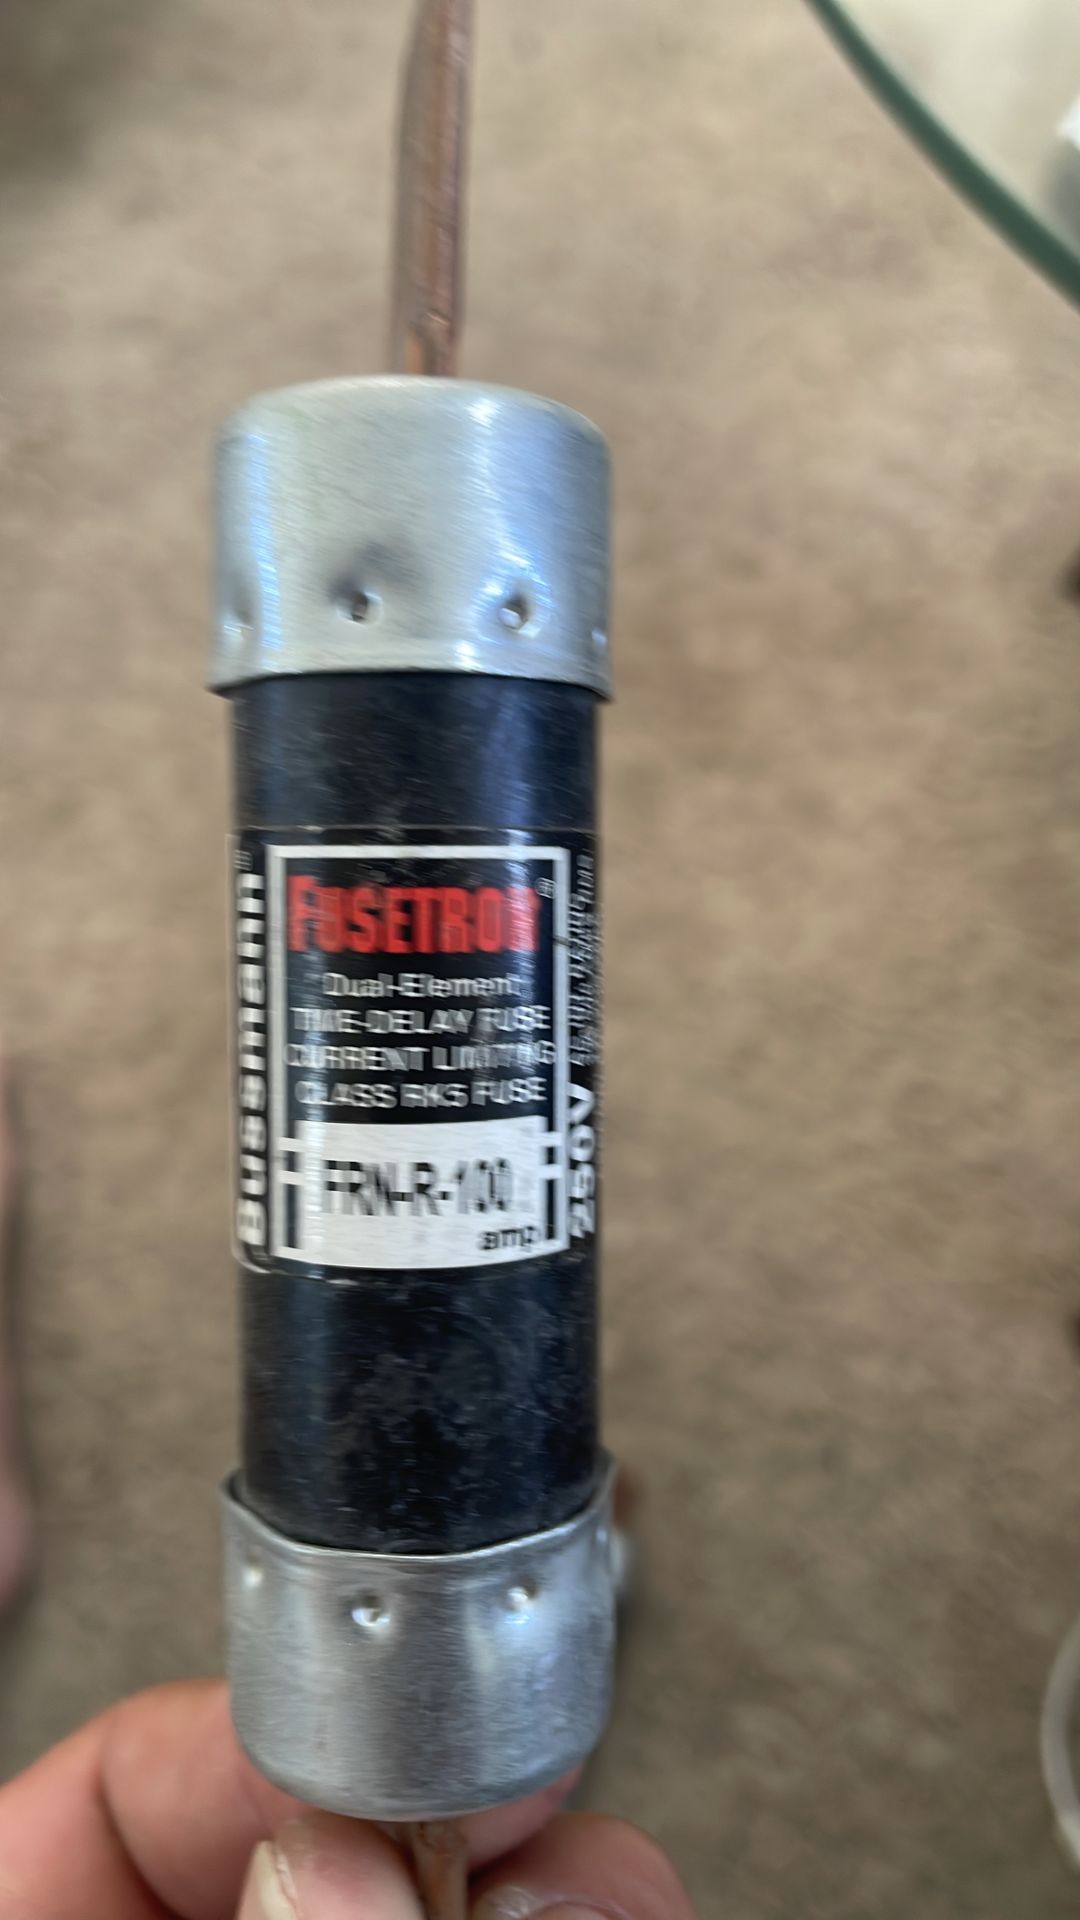 Bussmann®
FUSETRON®
Dual-Element
TIME-DELAY FUSE
CURRENT LIMITING
CLASS RK5 FUSE
FRN-R-100
amp
250V